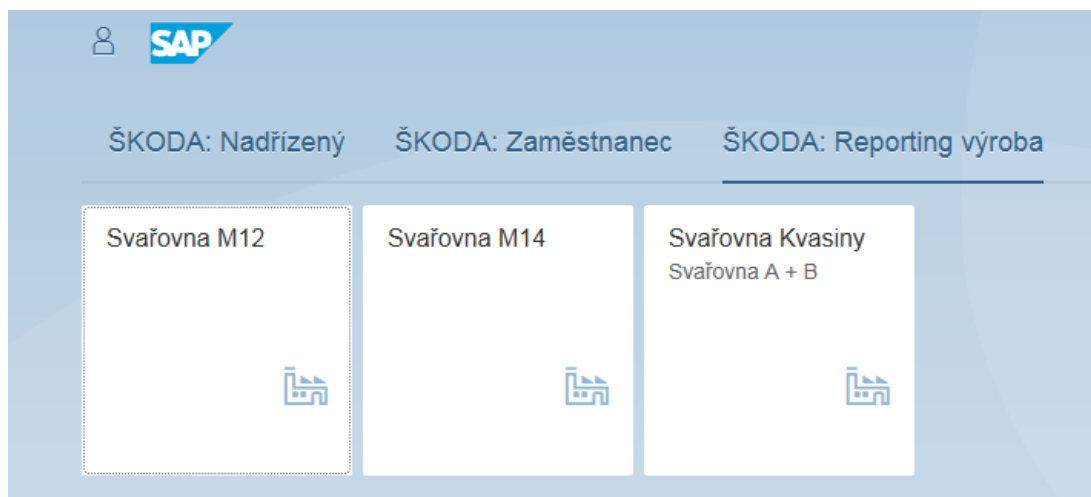 SAP
ŠKODA: Nadřízený ŠKODA: Zaměstnanec ŠKODA: Reporting výroba
Svařovna M12
Svařovna M14
Svařovna Kvasiny
Svařovna A + B